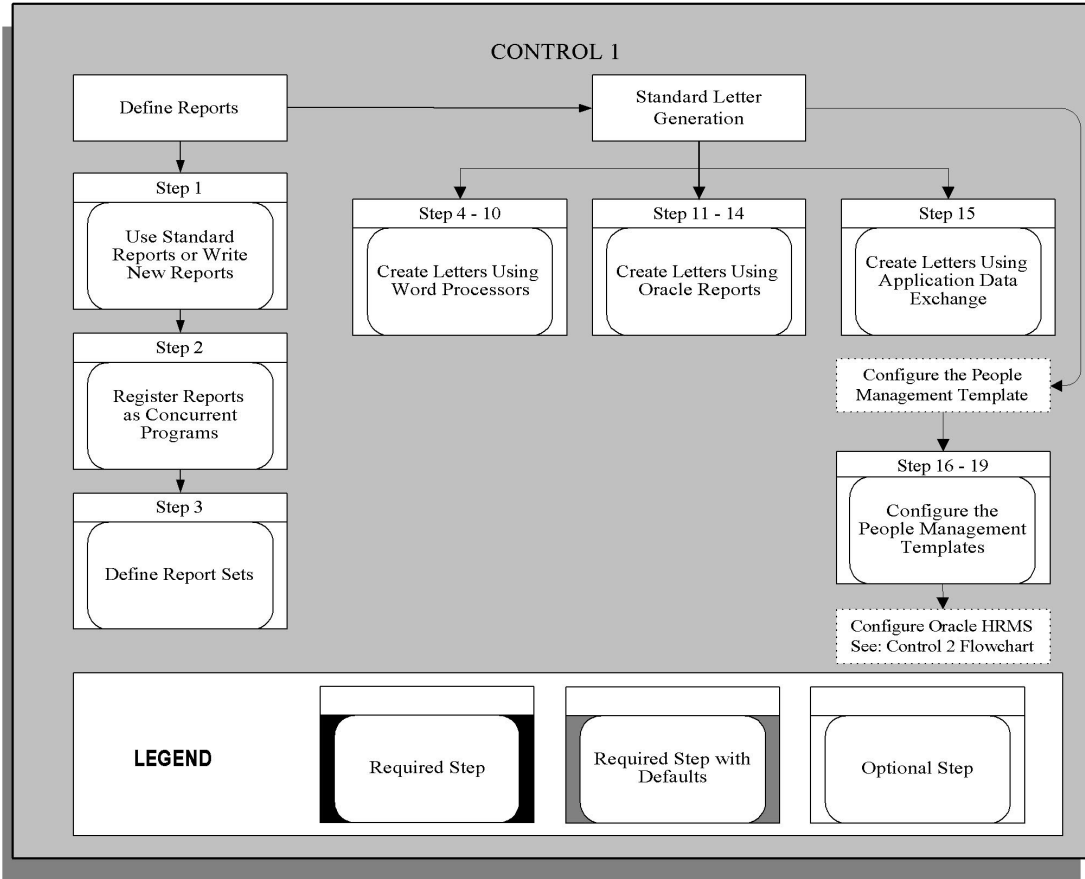 CONTROL 1
Define Reports
Step 1
Use Standard
Reports or Write
New Reports
Step 2
Register Reports
as Concurrent
Programs
Step 3
Define Report Sets
Standard Letter
Generation
Step 4 - 10
Create Letters Using
Word Processors
Step 11 - 14
Create Letters Using
Oracle Reports
Step 15
Create Letters Using
Application Data
Exchange
Configure the People
Management Template
Step 16 - 19
Configure the
People Management
Templates
Configure Oracle HRMS
See: Control 2 Flowchart
LEGEND
Required Step
Required Step with
Defaults
Optional Step